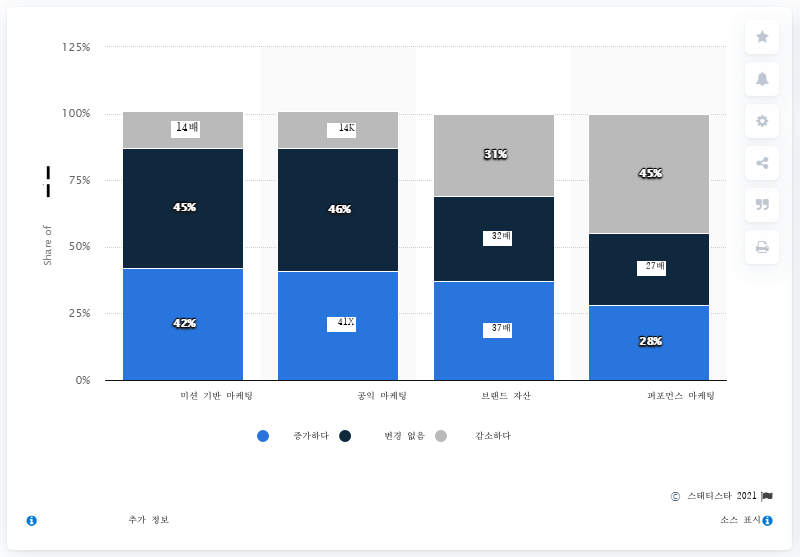 125%
100%
75%
50%
25%
0%
Share of
14배
14K
31%
45%
45%
46%
32배
27배
42%
41X
37배
28%
미션 기반 마케팅
공익 마케팅
브랜드 자산
퍼포먼스 마케팅
증가하다
변경 없음
감소하다
© 스태티스타 2021
추가 정보
소스 표시